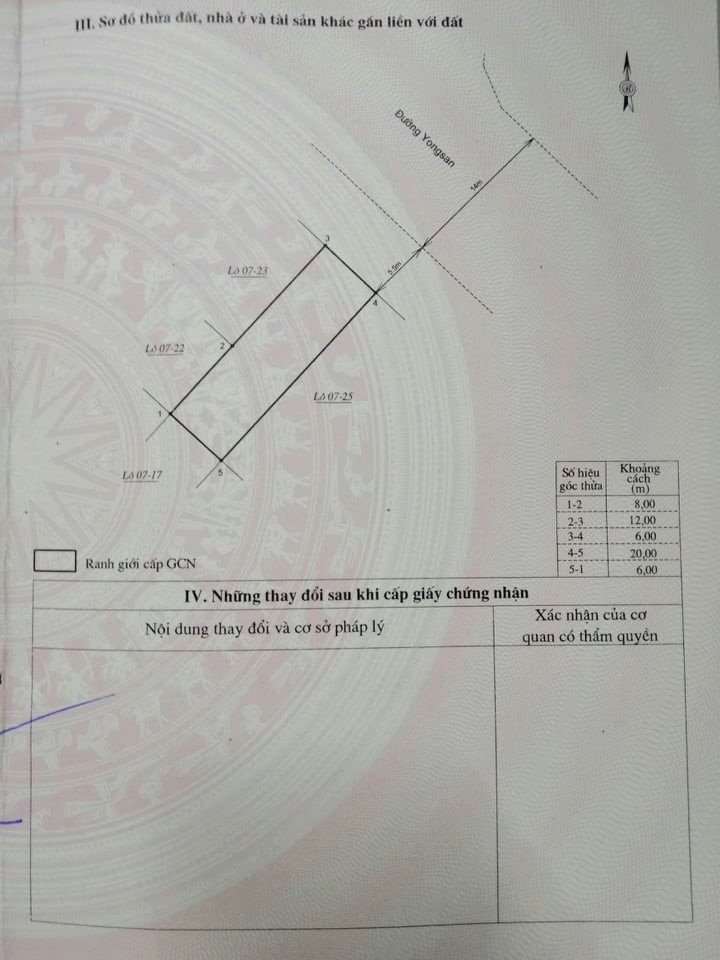 III. Sơ đồ thửa đất, nhà ở và tài sản khác gắn liền với đất
Đường Yongsan
14m
5.5m
3
Lô 07-23
4
2
Lô 07-22
Lô 07-25
1
5
Lô 07-17
Số hiệu góc thửa Khoảng cách (m)
1-2 8,00
2-3 12,00
3-4 6,00
4-5 20,00
5-1 6,00
Ranh giới cấp GCN
IV. Những thay đổi sau khi cấp giấy chứng nhận
Nội dung thay đổi và cơ sở pháp lý
Xác nhận của cơ
quan có thẩm quyền